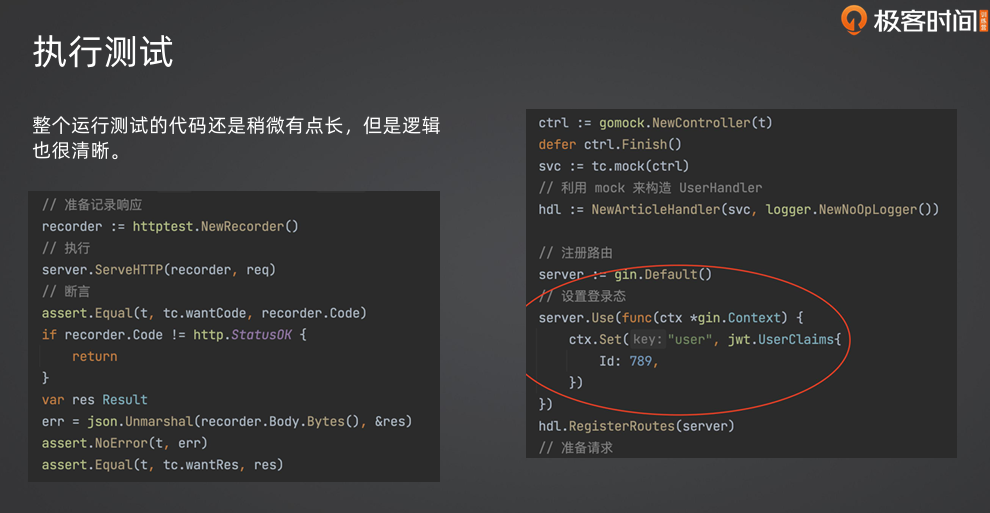 极客时间
训练营
执行测试
整个运行测试的代码还是稍微有点长，但是逻辑
也很清晰。
// 准备记录响应
recorder := httptest.NewRecorder()
// 执行
server.ServeHTTP(recorder, req)
// 断言
assert.Equal(t, tc.wantCode, recorder.Code)
if recorder.Code != http.StatusOK {
    return
}
var res Result
err = json.Unmarshal(recorder.Body.Bytes(), &res)
assert.NoError(t, err)
assert.Equal(t, tc.wantRes, res)
ctrl := gomock.NewController(t)
defer ctrl.Finish()
svc := tc.mock(ctrl)
// 利用 mock 来构造 UserHandler
hdl := NewArticleHandler(svc, logger.NewNoOpLogger())
// 注册路由
server := gin.Default()
// 设置登录态
server.Use(func(ctx *gin.Context) {
    ctx.Set(key: "user", jwt.UserClaims{
        Id: 789,
    })
})
hdl.RegisterRoutes(server)
// 准备请求